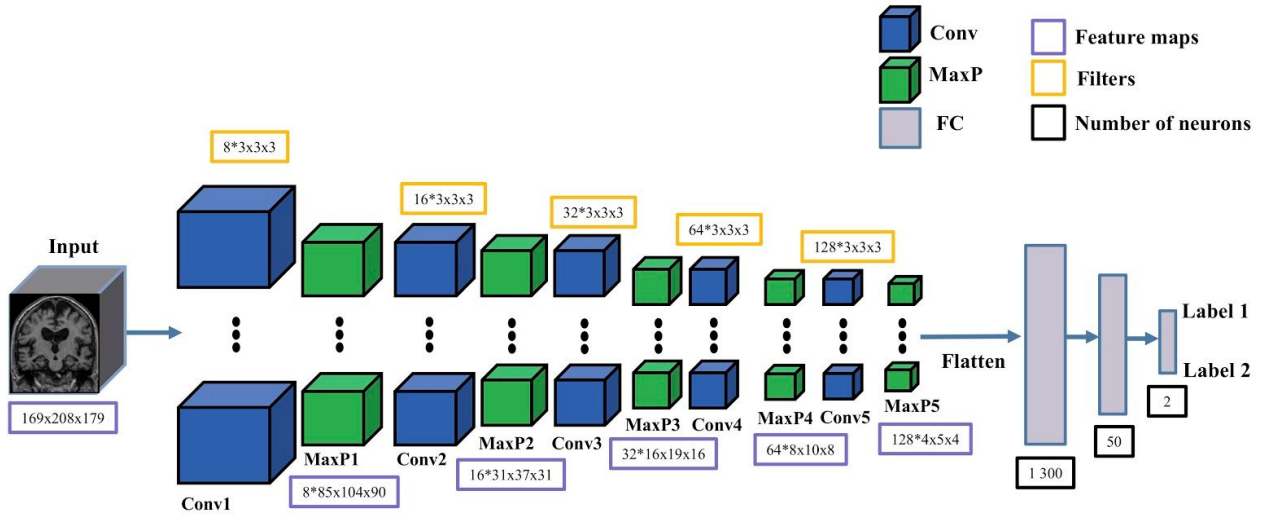 Conv
MaxP
FC
Feature maps
Filters
Number of neurons
8*3x3x3
16*3x3x3
32*3x3x3
64*3x3x3
128*3x3x3
Input
169x208x179
Conv1
MaxP1
8*85x104x90
Conv2
MaxP2
16*31x37x31
Conv3
MaxP3
32*16x19x16
Conv4
MaxP4
64*8x10x8
Conv5
MaxP5
128*4x5x4
Flatten
1 300
50
2
Label 1
Label 2